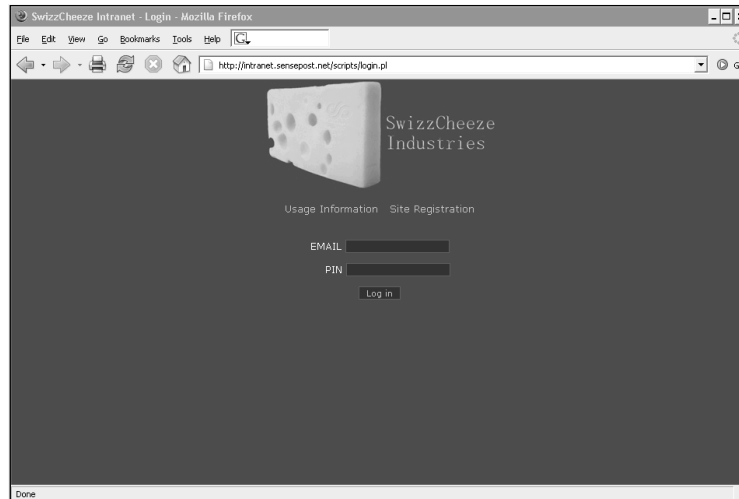 SwizzCheeze Intranet - Login - Mozilla Firefox
File Edit View Go Bookmarks Tools Help G
http://intranet.sensepost.net/scripts/login.pl G
SwizzCheeze
Industries
Usage Information Site Registration
EMAIL
PIN
Log in
Done